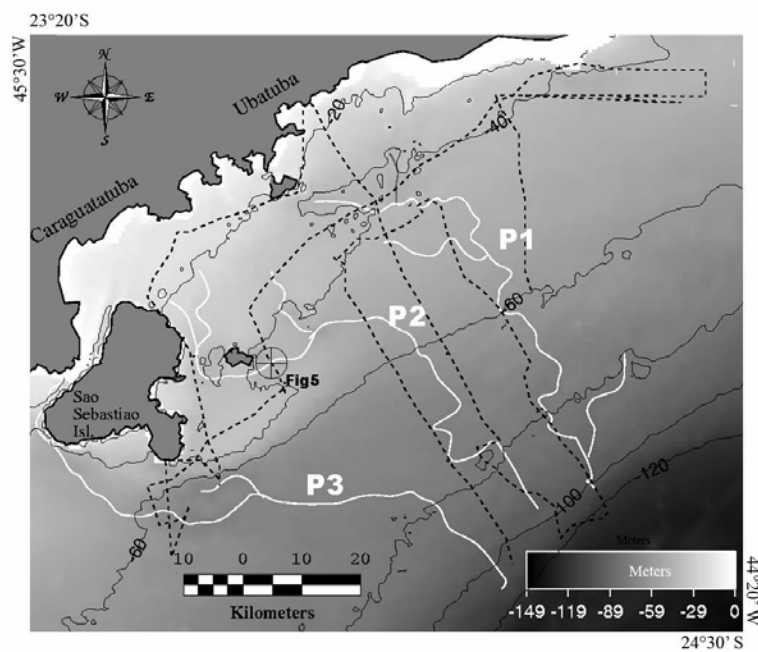 23°20'S
45°30'W
N
W E
S
Ubatuba
-20
-40
Caraguatatuba
P1
-60
P2
Fig5
Sao
Sebastiao
Isl.
P3
-120
-100
-60
10 0 10 20
Kilometers
Meters
Meters
-149 -119 -89 -59 -29 0
44°20'W
24°30' S